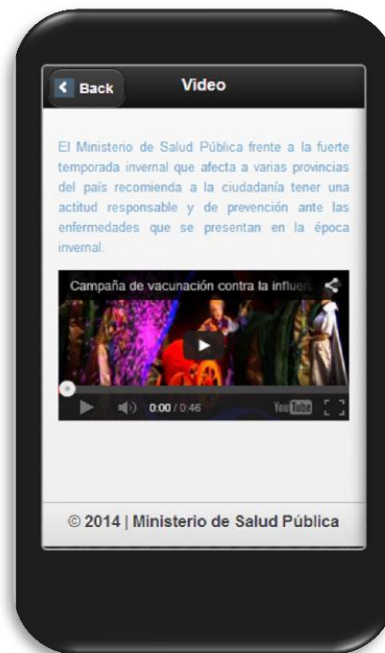 Back
Video
El Ministerio de Salud Pública frente a la fuerte
temporada invernal que afecta a varias provincias
del país recomienda a la ciudadanía tener una
actitud responsable y de prevención ante las
enfermedades que se presentan en la época
invernal.
Campaña de vacunación contra la influen
0:00 / 0:46
YouTube
© 2014 | Ministerio de Salud Pública